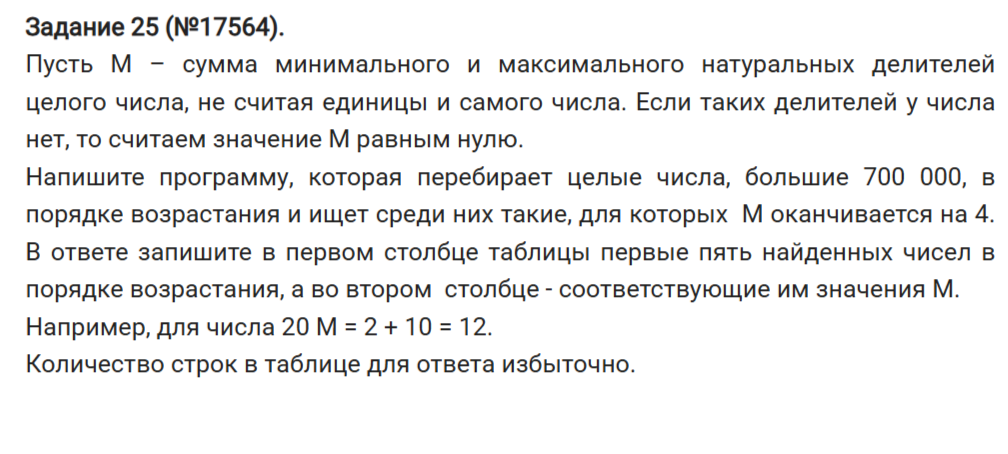 Задание 25 (№17564).
Пусть М – сумма минимального и максимального натуральных делителей
целого числа, не считая единицы и самого числа. Если таких делителей у числа
нет, то считаем значение М равным нулю.
Напишите программу, которая перебирает целые числа, большие 700 000, в
порядке возрастания и ищет среди них такие, для которых М оканчивается на 4.
В ответе запишите в первом столбце таблицы первые пять найденных чисел в
порядке возрастания, а во втором столбце - соответствующие им значения М.
Например, для числа 20 М = 2 + 10 = 12.
Количество строк в таблице для ответа избыточно.